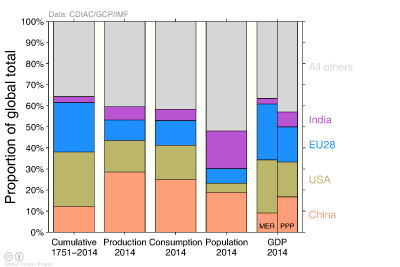 Data: CDIAC/GCP/IMF
Proportion of global total
100%
90%
80%
70%
60%
50%
40%
30%
20%
10%
0%
All others
India
EU28
USA
China
MER PPP
Cumulative Production Consumption Population GDP
1751–2014 2014 2014 2014 2014
Global Carbon Project